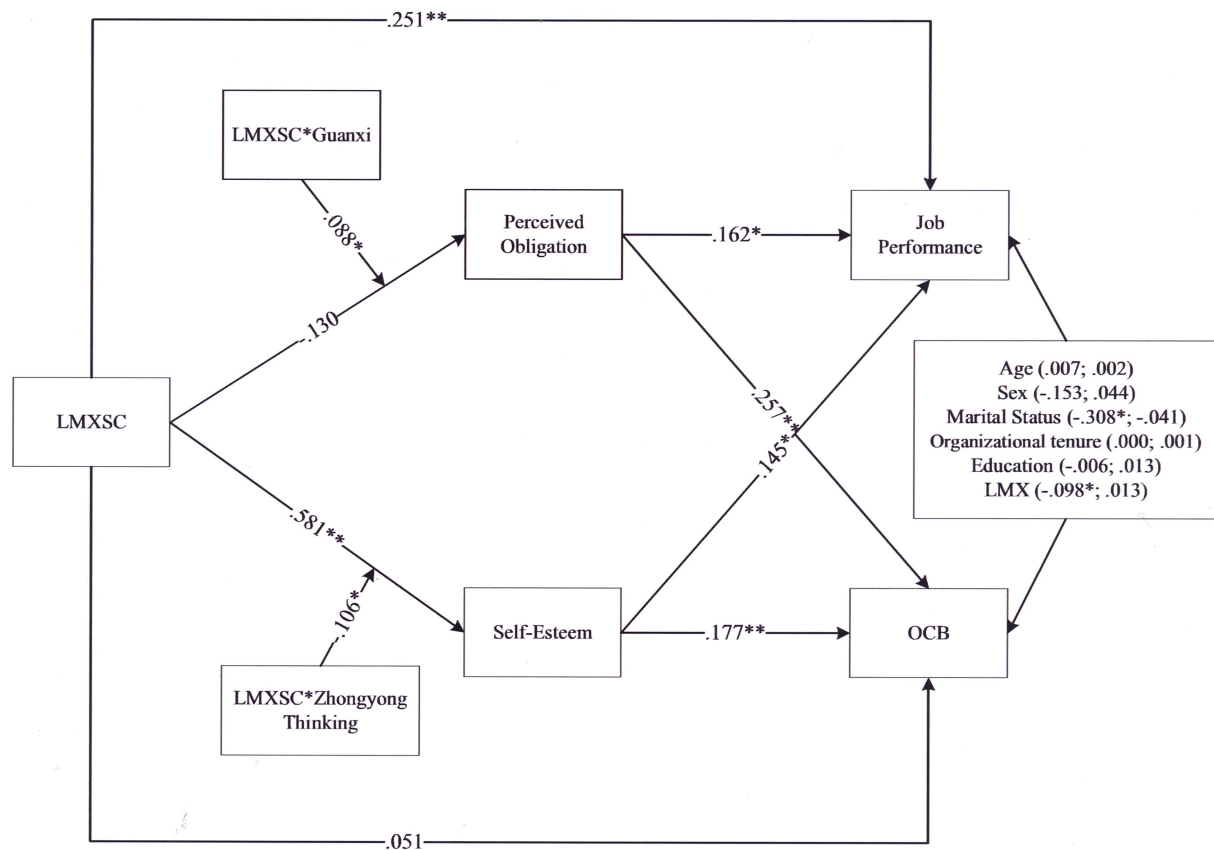 .251**
LMXSC*Guanxi
.088*
Perceived
Obligation
.162*
Job
Performance
-.130
LMXSC
.257**
.145*
Age (.007; .002)
Sex (-.153; .044)
Marital Status (-.308*; -.041)
Organizational tenure (.000; .001)
Education (-.006; .013)
LMX (-.098*; .013)
.581**
-.106*
Self-Esteem
.177**
OCB
LMXSC*Zhongyong
Thinking
.051